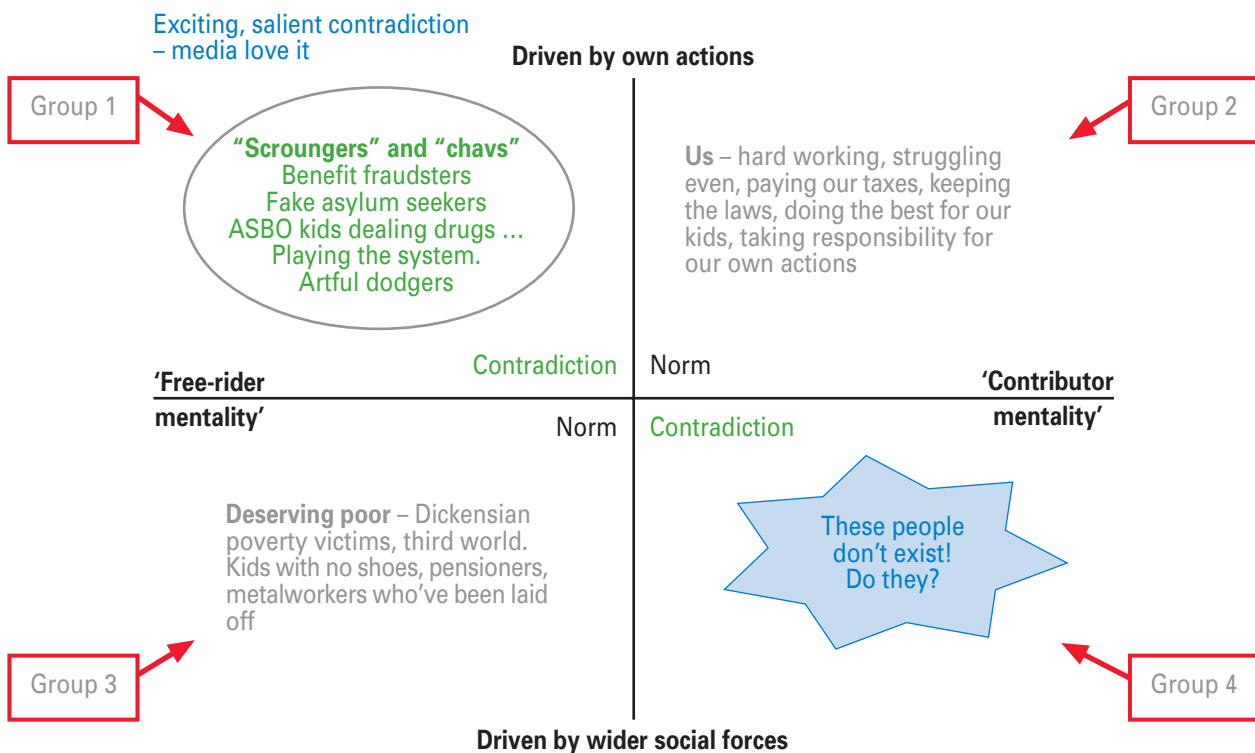 Exciting, salient contradiction
– media love it
Driven by own actions
Group 1
Group 2
“Scroungers” and “chavs”
Benefit fraudsters
Fake asylum seekers
ASBO kids dealing drugs ...
Playing the system.
Artful dodgers
Us – hard working, struggling
even, paying our taxes, keeping
the laws, doing the best for our
kids, taking responsibility for
our own actions
Contradiction
Norm
‘Free-rider
mentality’
‘Contributor
mentality’
Norm
Contradiction
Deserving poor – Dickensian
poverty victims, third world.
Kids with no shoes, pensioners,
metalworkers who’ve been laid
off
These people
don’t exist!
Do they?
Group 3
Group 4
Driven by wider social forces